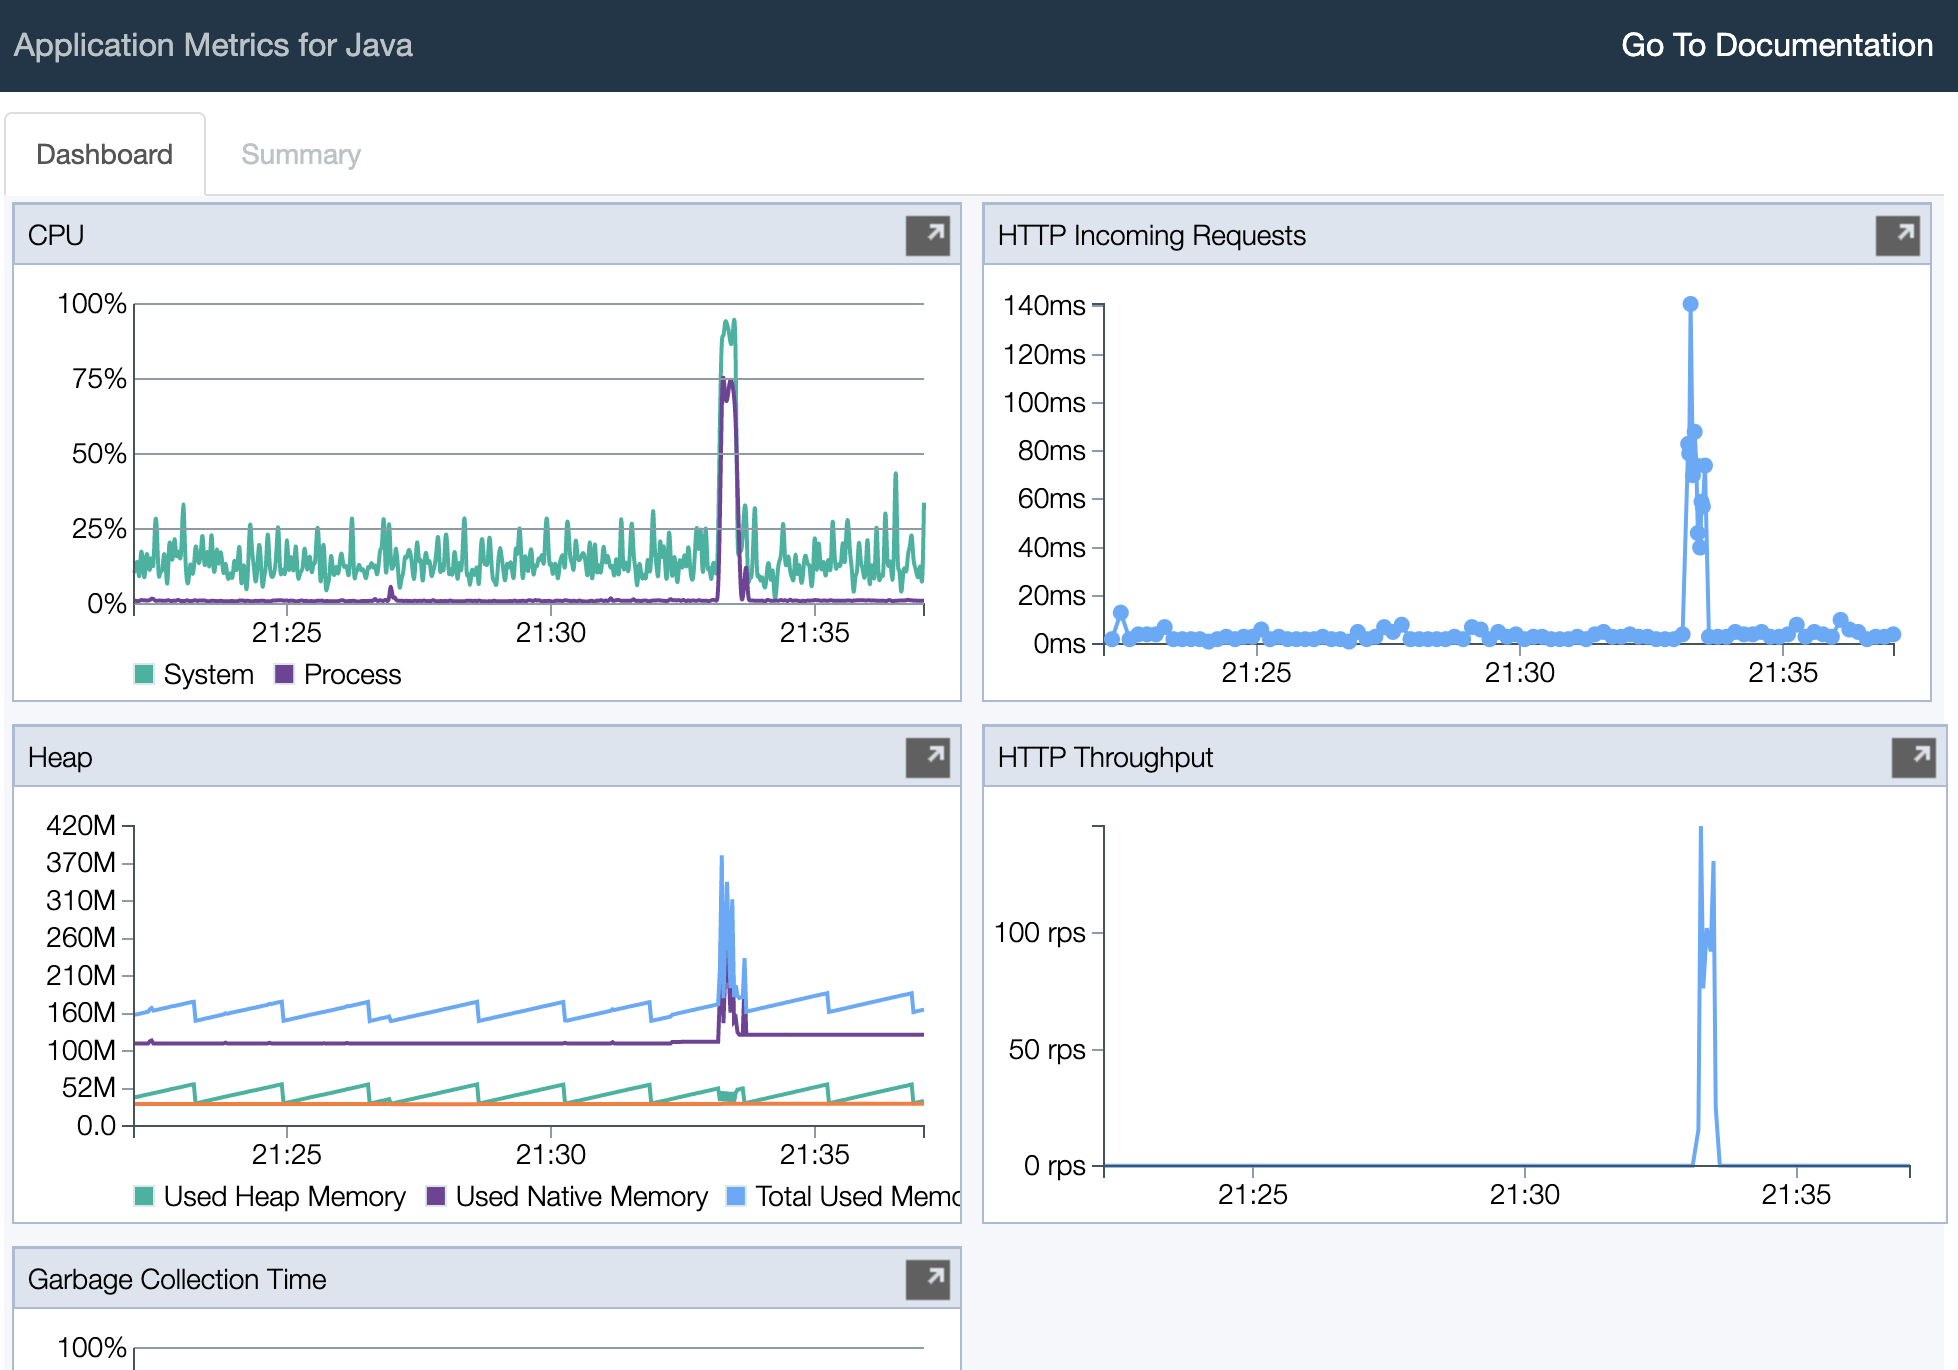 Application Metrics for Java
Go To Documentation
Dashboard
Summary
CPU
100%
75%
50%
25%
0%
21:25
21:30
21:35
System
Process
HTTP Incoming Requests
140ms
120ms
100ms
80ms
60ms
40ms
20ms
0ms
21:25
21:30
21:35
Heap
420M
370M
310M
260M
210M
160M
100M
52M
0.0
21:25
21:30
21:35
Used Heap Memory
Used Native Memory
Total Used Memo
HTTP Throughput
100 rps
50 rps
0 rps
21:25
21:30
21:35
Garbage Collection Time
100%